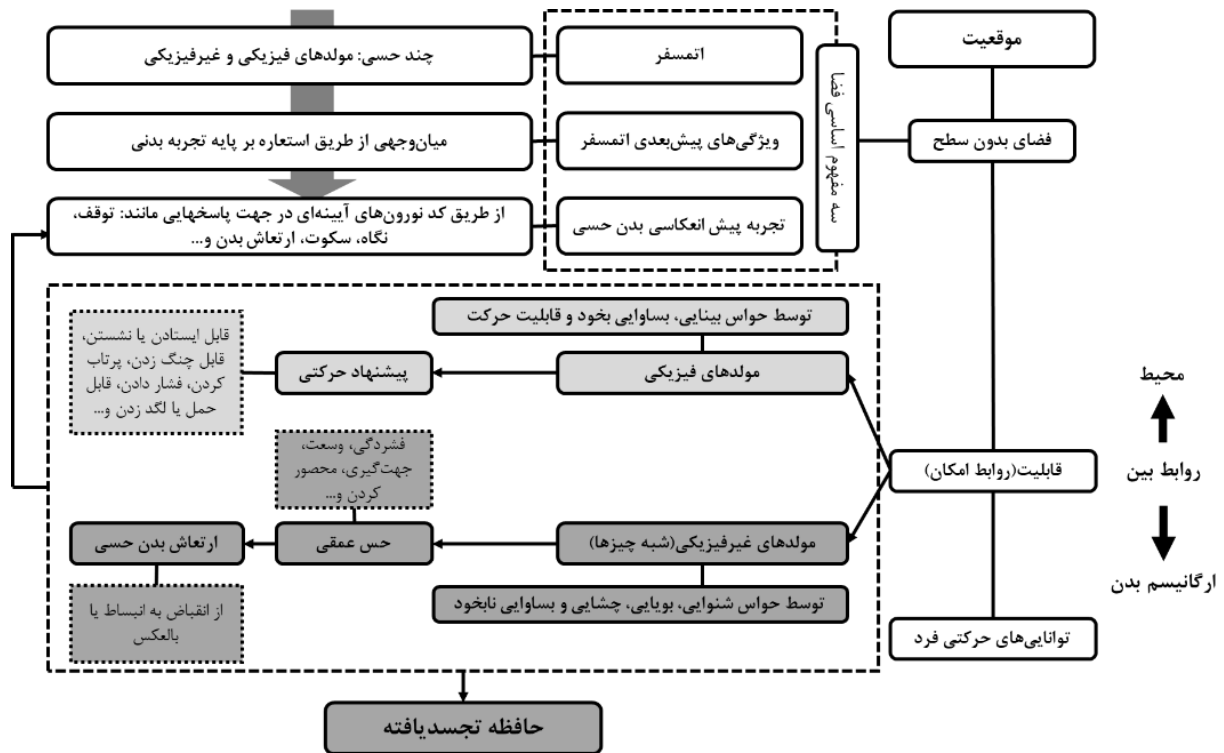 موقعیت
اتمسفر
چند حسی: مولدهای فیزیکی و غیرفیزیکی
سه مفهوم اساسی فضا
فضای بدون سطح
ویژگی‌های پیش‌بعدی اتمسفر
میان‌وجهی از طریق استعاره بر پایه تجربه بدنی
تجربه پیش انعکاسی بدن حسی
از طریق کد نورون‌های آیینه‌ای در جهت پاسخهایی مانند: توقف،
نگاه، سکوت، ارتعاش بدن و...
توسط حواس بینایی، بساوایی بخود و قابلیت حرکت
مولدهای فیزیکی
پیشنهاد حرکتی
قابل ایستادن یا نشستن،
قابل چنگ زدن، پرتاب
کردن، فشار دادن، قابل
حمل یا لگد زدن و...
محیط
روابط بین
ارگانیسم بدن
قابلیت(روابط امکان)
فشردگی، وسعت،
جهت‌گیری، محصور
کردن و...
مولدهای غیرفیزیکی(شبه چیزها)
حس عمقی
ارتعاش بدن حسی
توسط حواس شنوایی، بویایی، چشایی و بساوایی نابخود
از انقباض به انبساط یا
بالعکس
توانایی‌های حرکتی فرد
حافظه تجسدیافته